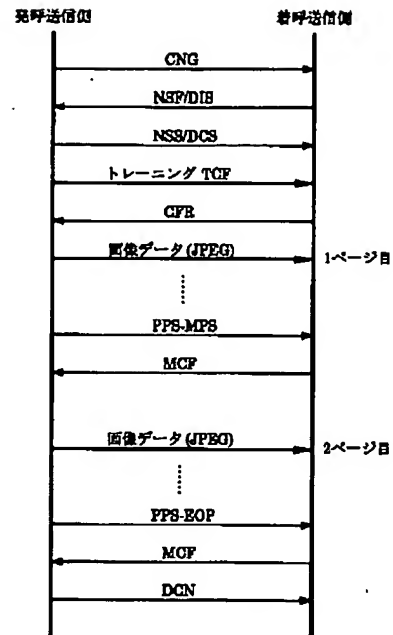 発呼送信側
着呼送信側
CNG
NSF/DIS
NSS/DCS
トレーニング TCF
CFR
画像データ(JPEG)
1ページ目
PPS-MPS
MCF
画像データ(JPEG)
2ページ目
PPS-EOP
MCF
DCN